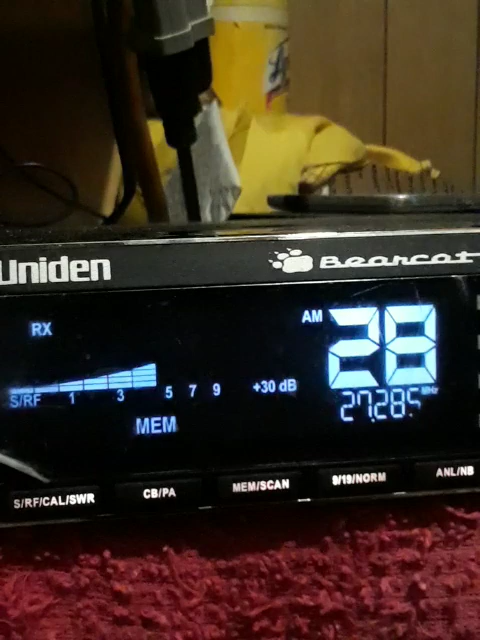 Uniden Bearcat
RX
AM 28
27.285 MHz
S/RF 1 3 5 7 9 +30 dB
MEM
S/RF/CAL/SWR CB/PA MEM/SCAN 9/19/NORM ANL/NB